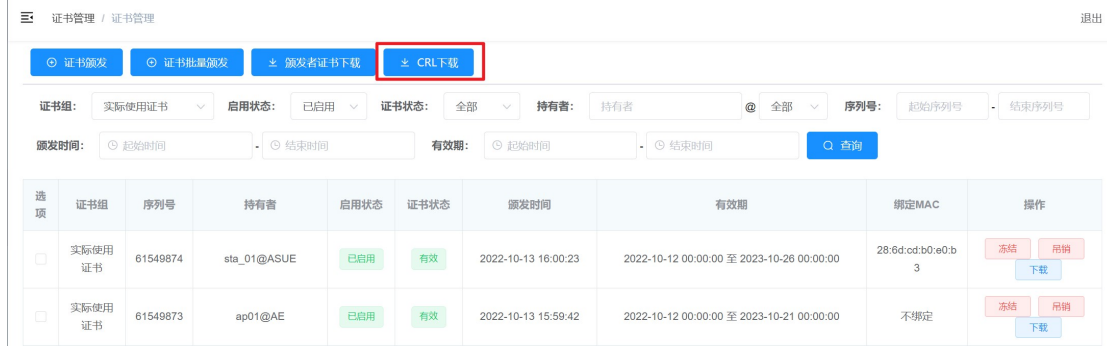 证书管理 / 证书管理 退出
证书颁发 证书批量颁发 颁发者证书下载 CRL下载
证书组: 实际使用证书 启用状态: 已启用 证书状态: 全部 持有者: 持有者 @ 全部 序列号: 起始序列号 - 结束序列号
颁发时间: 起始时间 - 结束时间 有效期: 起始时间 - 结束时间 查询
选项 证书组 序列号 持有者 启用状态 证书状态 颁发时间 有效期 绑定MAC 操作
实际使用证书 61549874 sta_01@ASUE 已启用 有效 2022-10-13 16:00:23 2022-10-12 00:00:00 至 2023-10-26 00:00:00 28:6d:cd:b0:e0:b3 冻结 吊销 下载
实际使用证书 61549873 ap01@AE 已启用 有效 2022-10-13 15:59:42 2022-10-12 00:00:00 至 2023-10-21 00:00:00 不绑定 冻结 吊销 下载